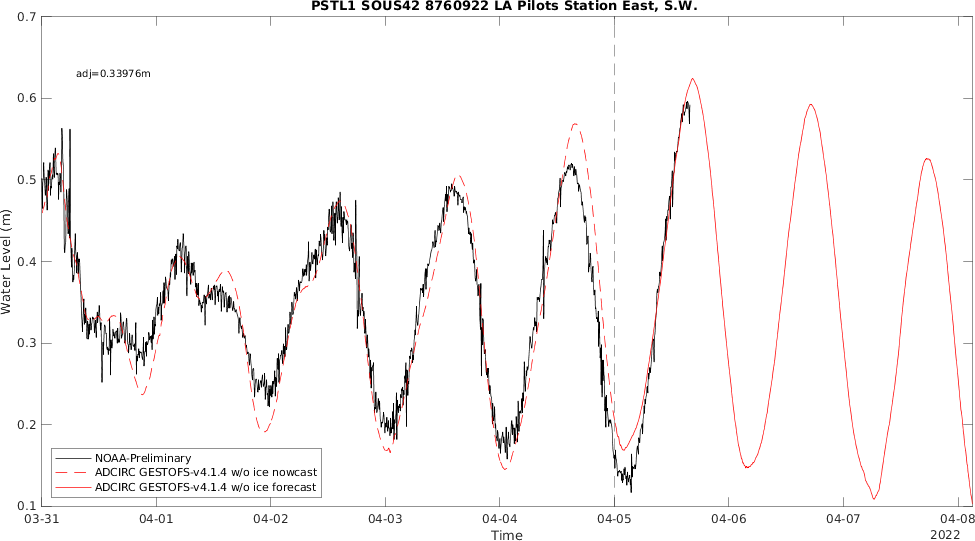 PSTL1 SOUS42 8760922 LA Pilots Station East, S.W.
0.7
adj=0.33976m
0.6
0.5
0.4
0.3
0.2
0.1
Water Level (m)
NOAA-Preliminary
ADCIRC GESTOFS-v4.1.4 w/o ice nowcast
ADCIRC GESTOFS-v4.1.4 w/o ice forecast
03-31 04-01 04-02 04-03 04-04 04-05 04-06 04-07 04-08
Time 2022